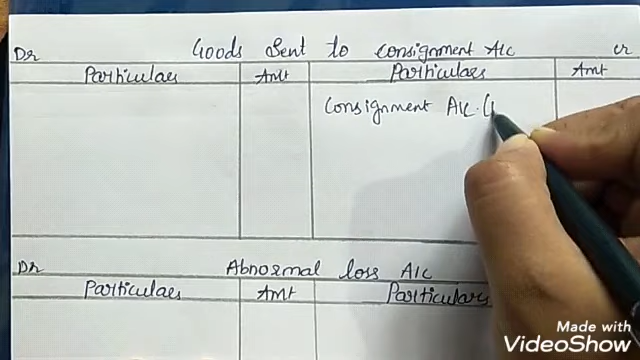 Dr Goods Sent to Consignment A/C Cr
Particulars Amt Particulars Amt
Consignment A/C. (
Dr Abnormal loss A/C
Particulars Amt Particulars
Made with
VideoShow